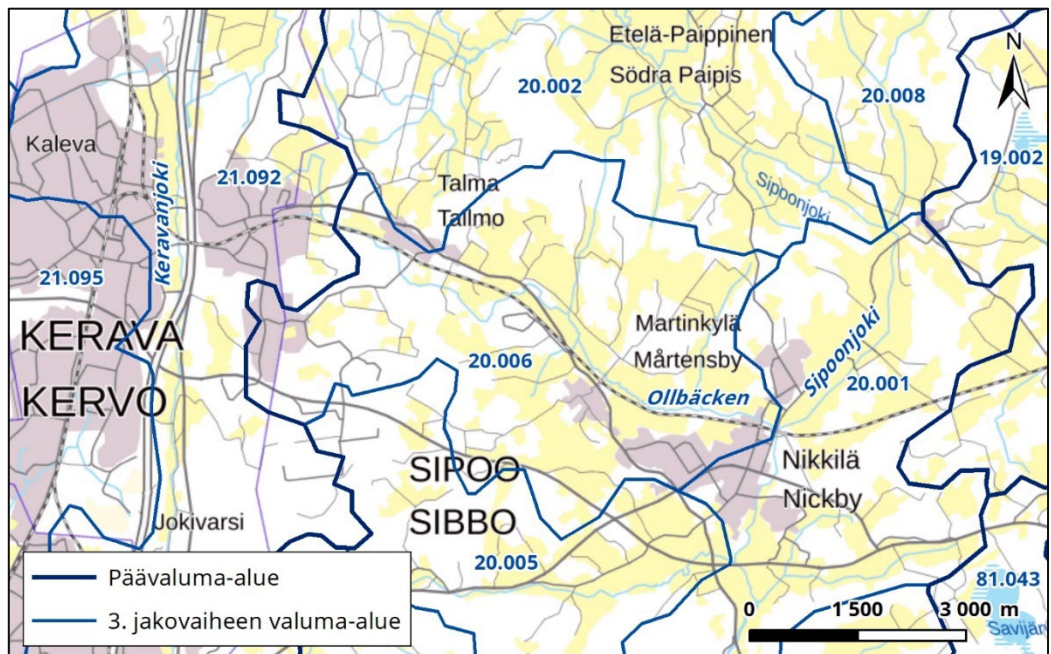 Etelä-Paippinen
Södra Paipis
N
20.002
20.008
Kaleva
19.002
Keravanjoki
21.092
Talma
Tallmo
Sipoonjoki
21.095
Martinkylä
Mårtensby
KERAVA
KERVO
20.006
Sipoonjoki
20.001
Ollbäcken
SIPOO
SIBBO
Nikkilä
Nickby
Jokivarsi
20.005
81.043
Savijärv
Päävaluma-alue
3. jakovaiheen valuma-alue
0 1 500 3 000 m